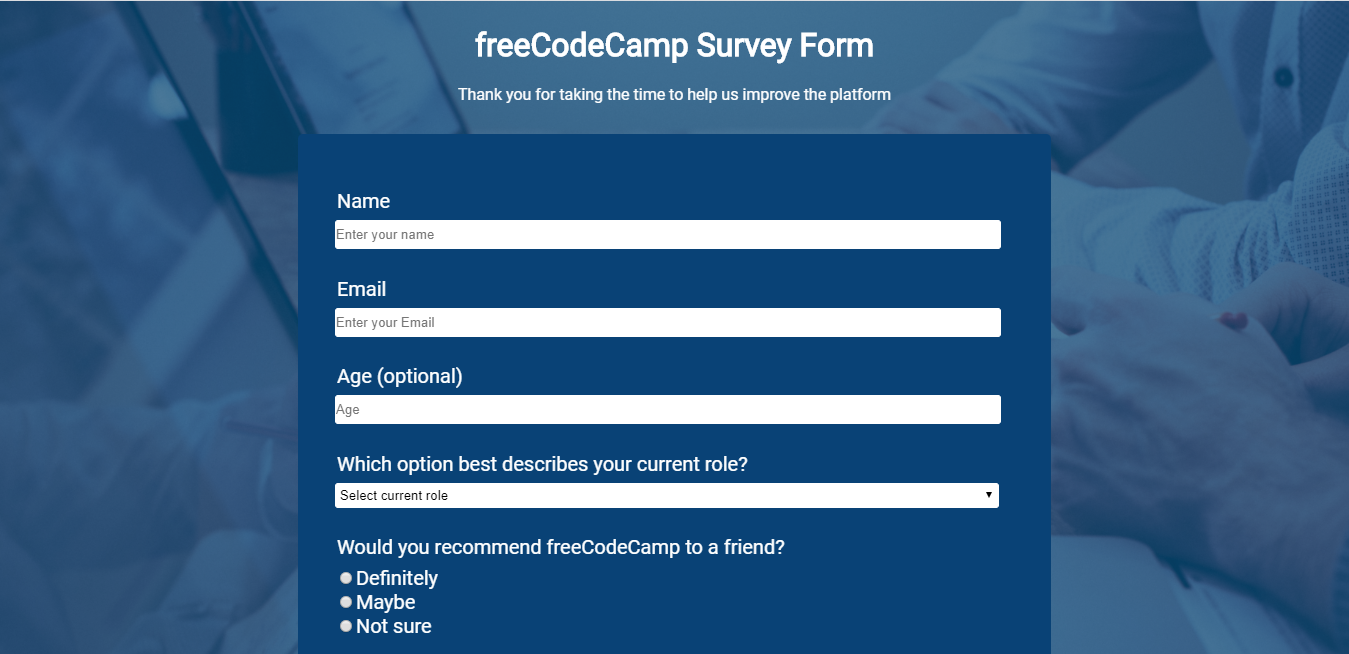 freeCodeCamp Survey Form
Thank you for taking the time to help us improve the platform
Name
Enter your name
Email
Enter your Email
Age (optional)
Age
Which option best describes your current role?
Select current role
Would you recommend freeCodeCamp to a friend?
Definitely
Maybe
Not sure